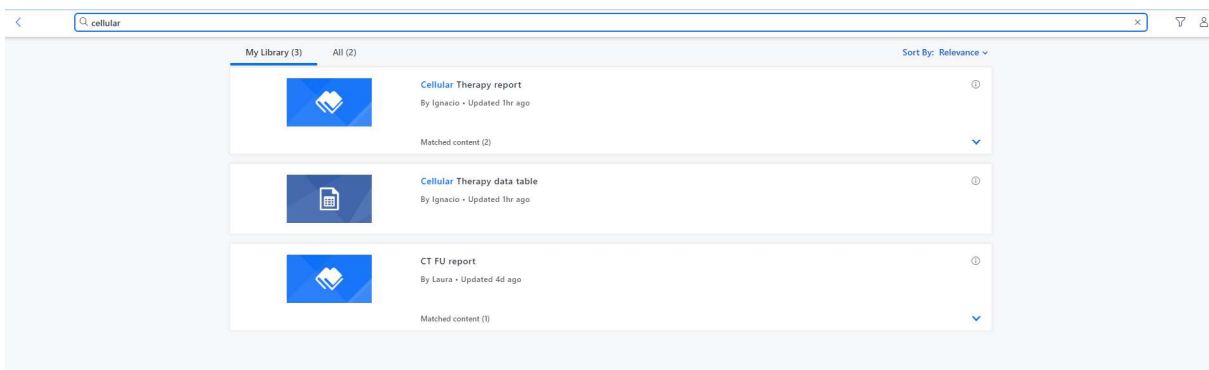 cellular
My Library (3) All (2) Sort By: Relevance
Cellular Therapy report
By Ignacio • Updated 1hr ago
Matched content (2)
Cellular Therapy data table
By Ignacio • Updated 1hr ago
CT FU report
By Laura • Updated 4d ago
Matched content (1)